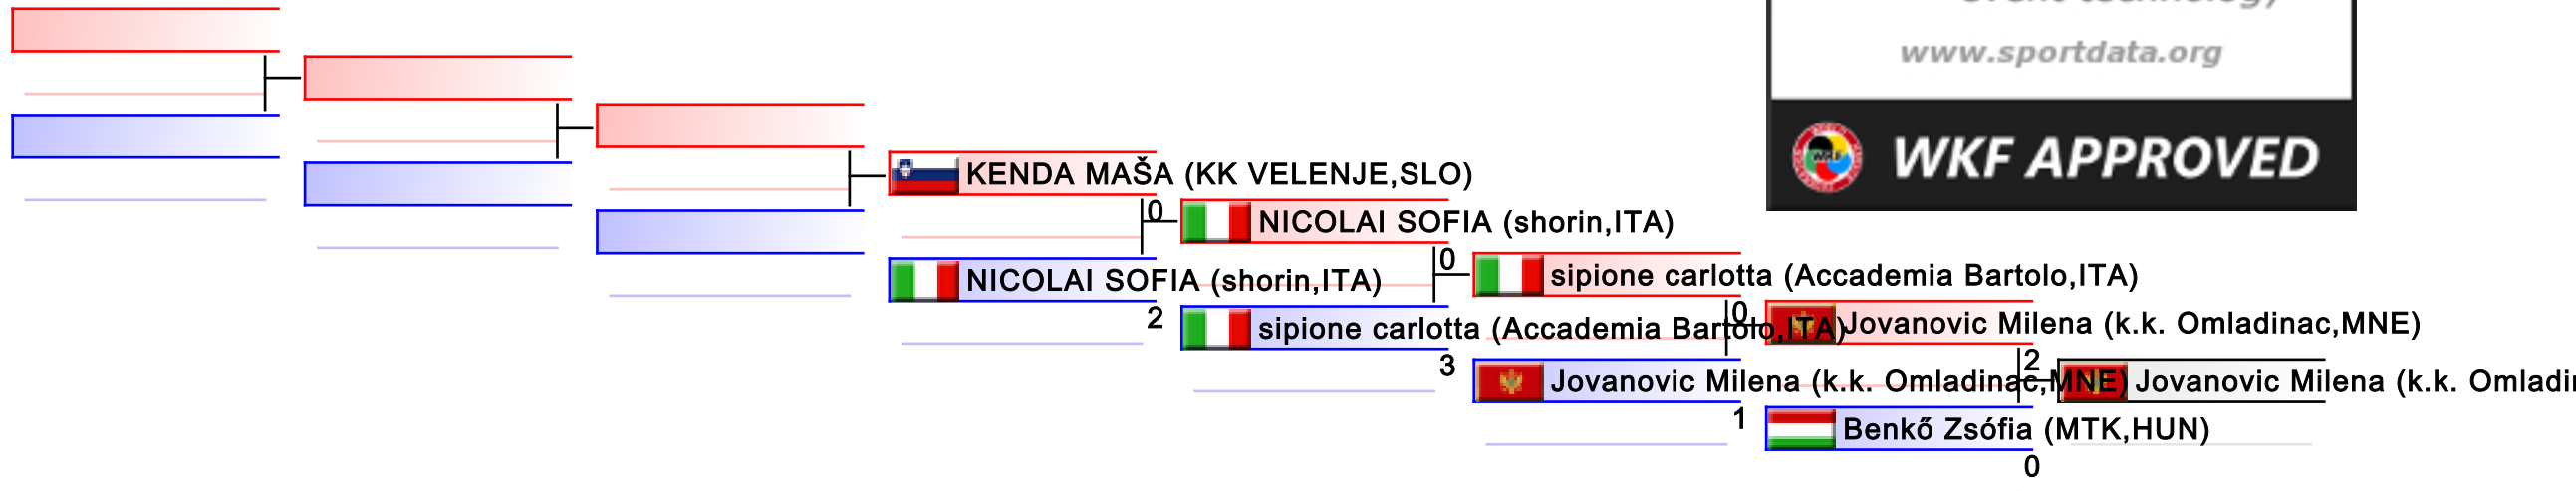 www.sportdata.org
WKF APPROVED
KENDA MAŠA (KK VELENJE,SLO)
0
NICOLAI SOFIA (shorin,ITA)
NICOLAI SOFIA (shorin,ITA)
2
0
sipione carlotta (Accademia Bartolo,ITA)
sipione carlotta (Accademia Bartolo,ITA)
3
0
Jovanovic Milena (k.k. Omladinac,MNE)
Jovanovic Milena (k.k. Omladinac,MNE)
1
2
Jovanovic Milena (k.k. Omladi
Benkő Zsófia (MTK,HUN)
0